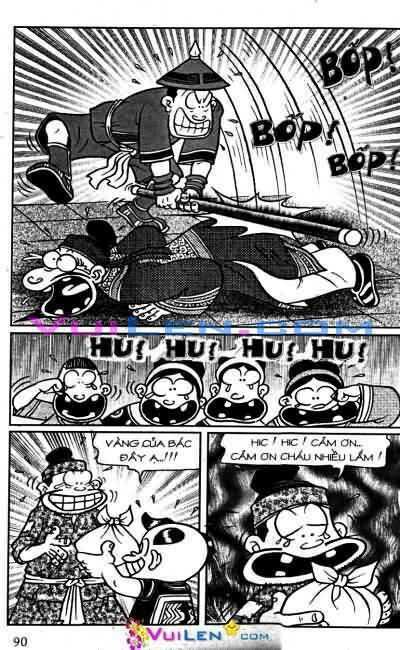 BỐP!
BỐP!
BỐP!
VuiLen.com
HU! HU! HU! HU!
VÀNG CỦA BÁC
ĐÂY Ạ...!!!
HIC! HIC! CẢM ƠN...
CẢM ƠN CHÁU NHIỀU LẮM!
90
VuiLen.com